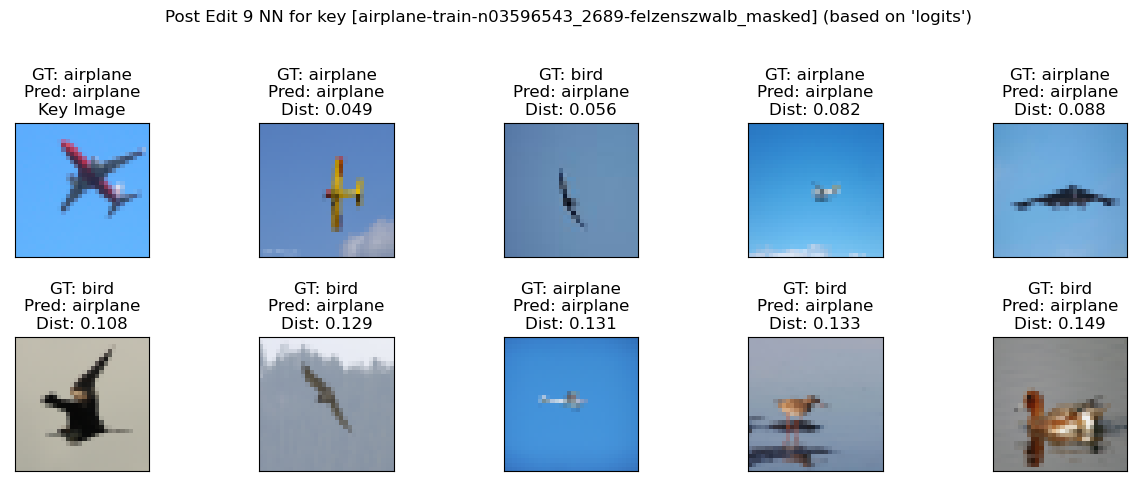 Post Edit 9 NN for key [airplane-train-n03596543_2689-felzenszwalb_masked] (based on 'logits')
GT: airplane
Pred: airplane
Key Image
GT: airplane
Pred: airplane
Dist: 0.049
GT: bird
Pred: airplane
Dist: 0.056
GT: airplane
Pred: airplane
Dist: 0.082
GT: airplane
Pred: airplane
Dist: 0.088
GT: bird
Pred: airplane
Dist: 0.108
GT: bird
Pred: airplane
Dist: 0.129
GT: airplane
Pred: airplane
Dist: 0.131
GT: bird
Pred: airplane
Dist: 0.133
GT: bird
Pred: airplane
Dist: 0.149